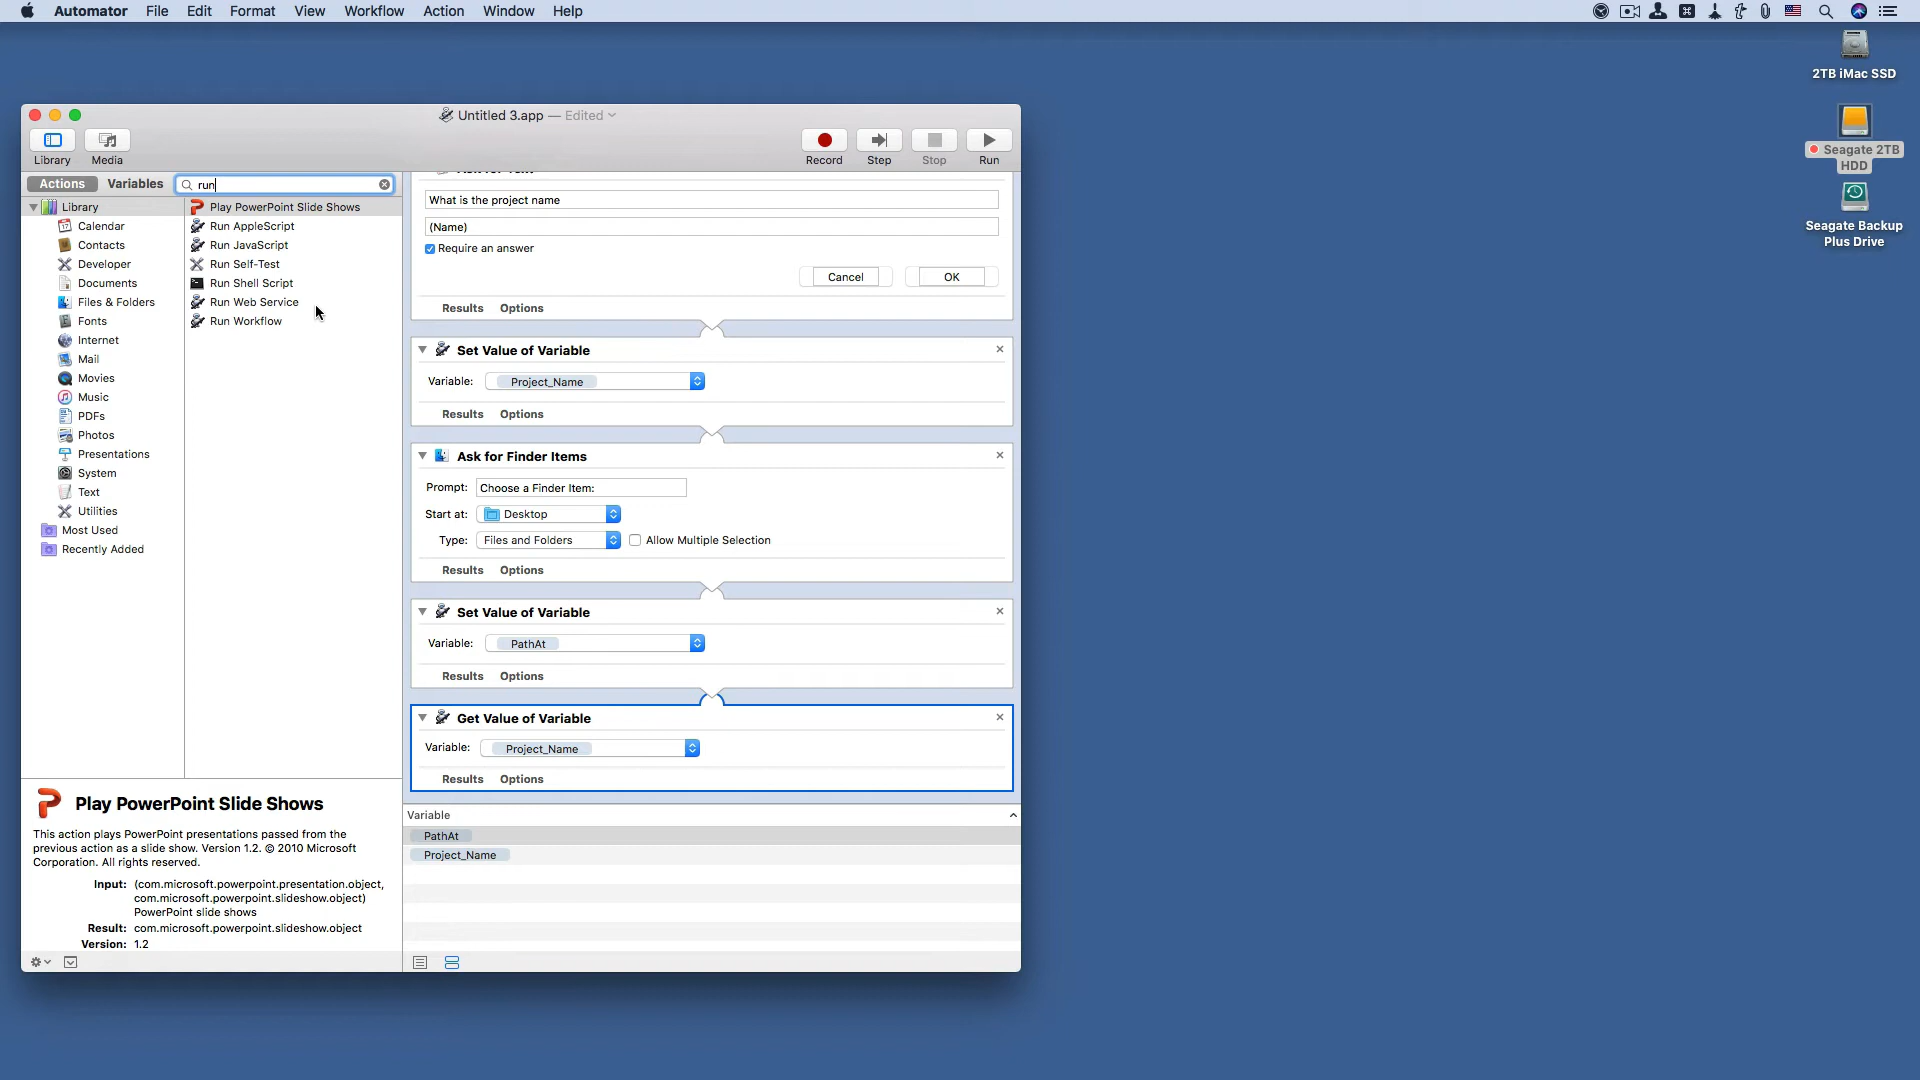 Automator File Edit Format View Workflow Action Window Help
2TB iMac SSD
Seagate 2TB
HDD
Seagate Backup
Plus Drive
Untitled 3.app — Edited
Library Media
Record Step Stop Run
Actions Variables run
Library
Calendar
Contacts
Developer
Documents
Files & Folders
Fonts
Internet
Mail
Movies
Music
PDFs
Photos
Presentations
System
Text
Utilities
Most Used
Recently Added
Play PowerPoint Slide Shows
Run AppleScript
Run JavaScript
Run Self-Test
Run Shell Script
Run Web Service
Run Workflow
What is the project name
(Name)
Require an answer
Cancel OK
Results Options
Set Value of Variable
Variable: Project_Name
Results Options
Ask for Finder Items
Prompt: Choose a Finder Item:
Start at: Desktop
Type: Files and Folders Allow Multiple Selection
Results Options
Set Value of Variable
Variable: PathAt
Results Options
Get Value of Variable
Variable: Project_Name
Results Options
Variable
PathAt
Project_Name
Play PowerPoint Slide Shows
This action plays PowerPoint presentations passed from the
previous action as a slide show. Version 1.2. © 2010 Microsoft
Corporation. All rights reserved.
Input: (com.microsoft.powerpoint.presentation.object,
com.microsoft.powerpoint.slideshow.object)
PowerPoint slide shows
Result: com.microsoft.powerpoint.slideshow.object
Version: 1.2